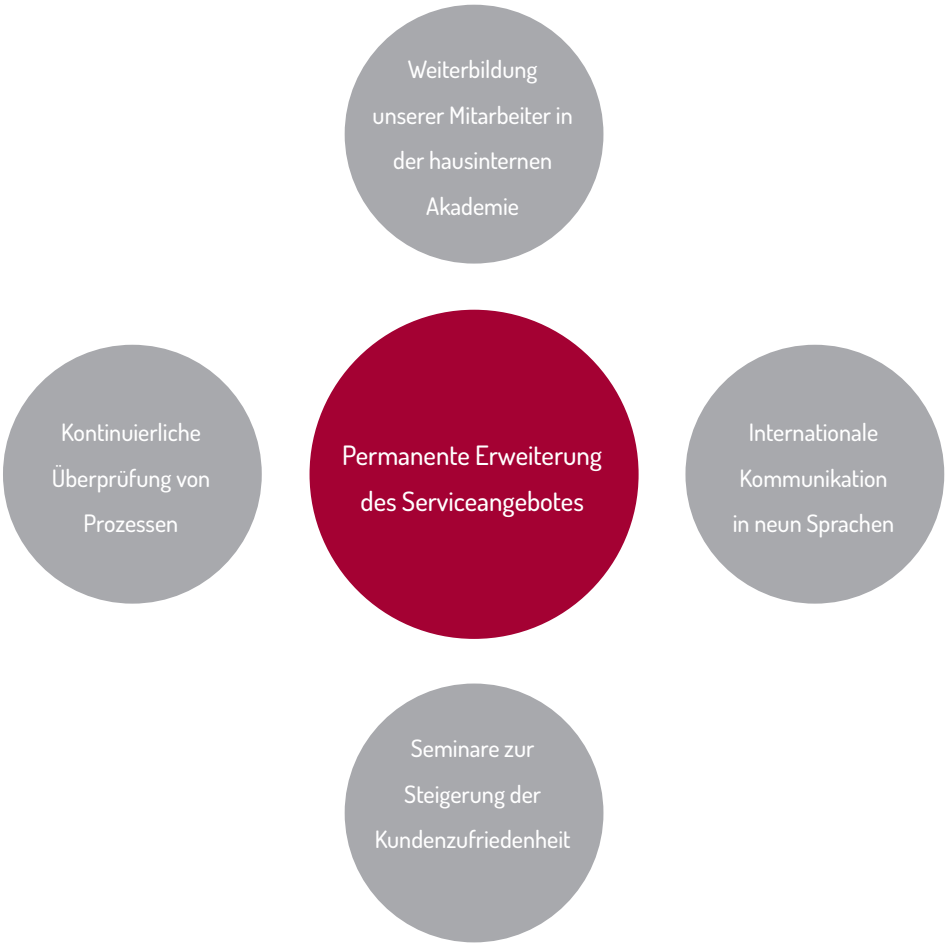 Weiterbildung
unserer Mitarbeiter in
der hausinternen
Akademie
Kontinuierliche
Überprüfung von
Prozessen
Permanente Erweiterung
des Serviceangebotes
Internationale
Kommunikation
in neun Sprachen
Seminare zur
Steigerung der
Kundenzufriedenheit